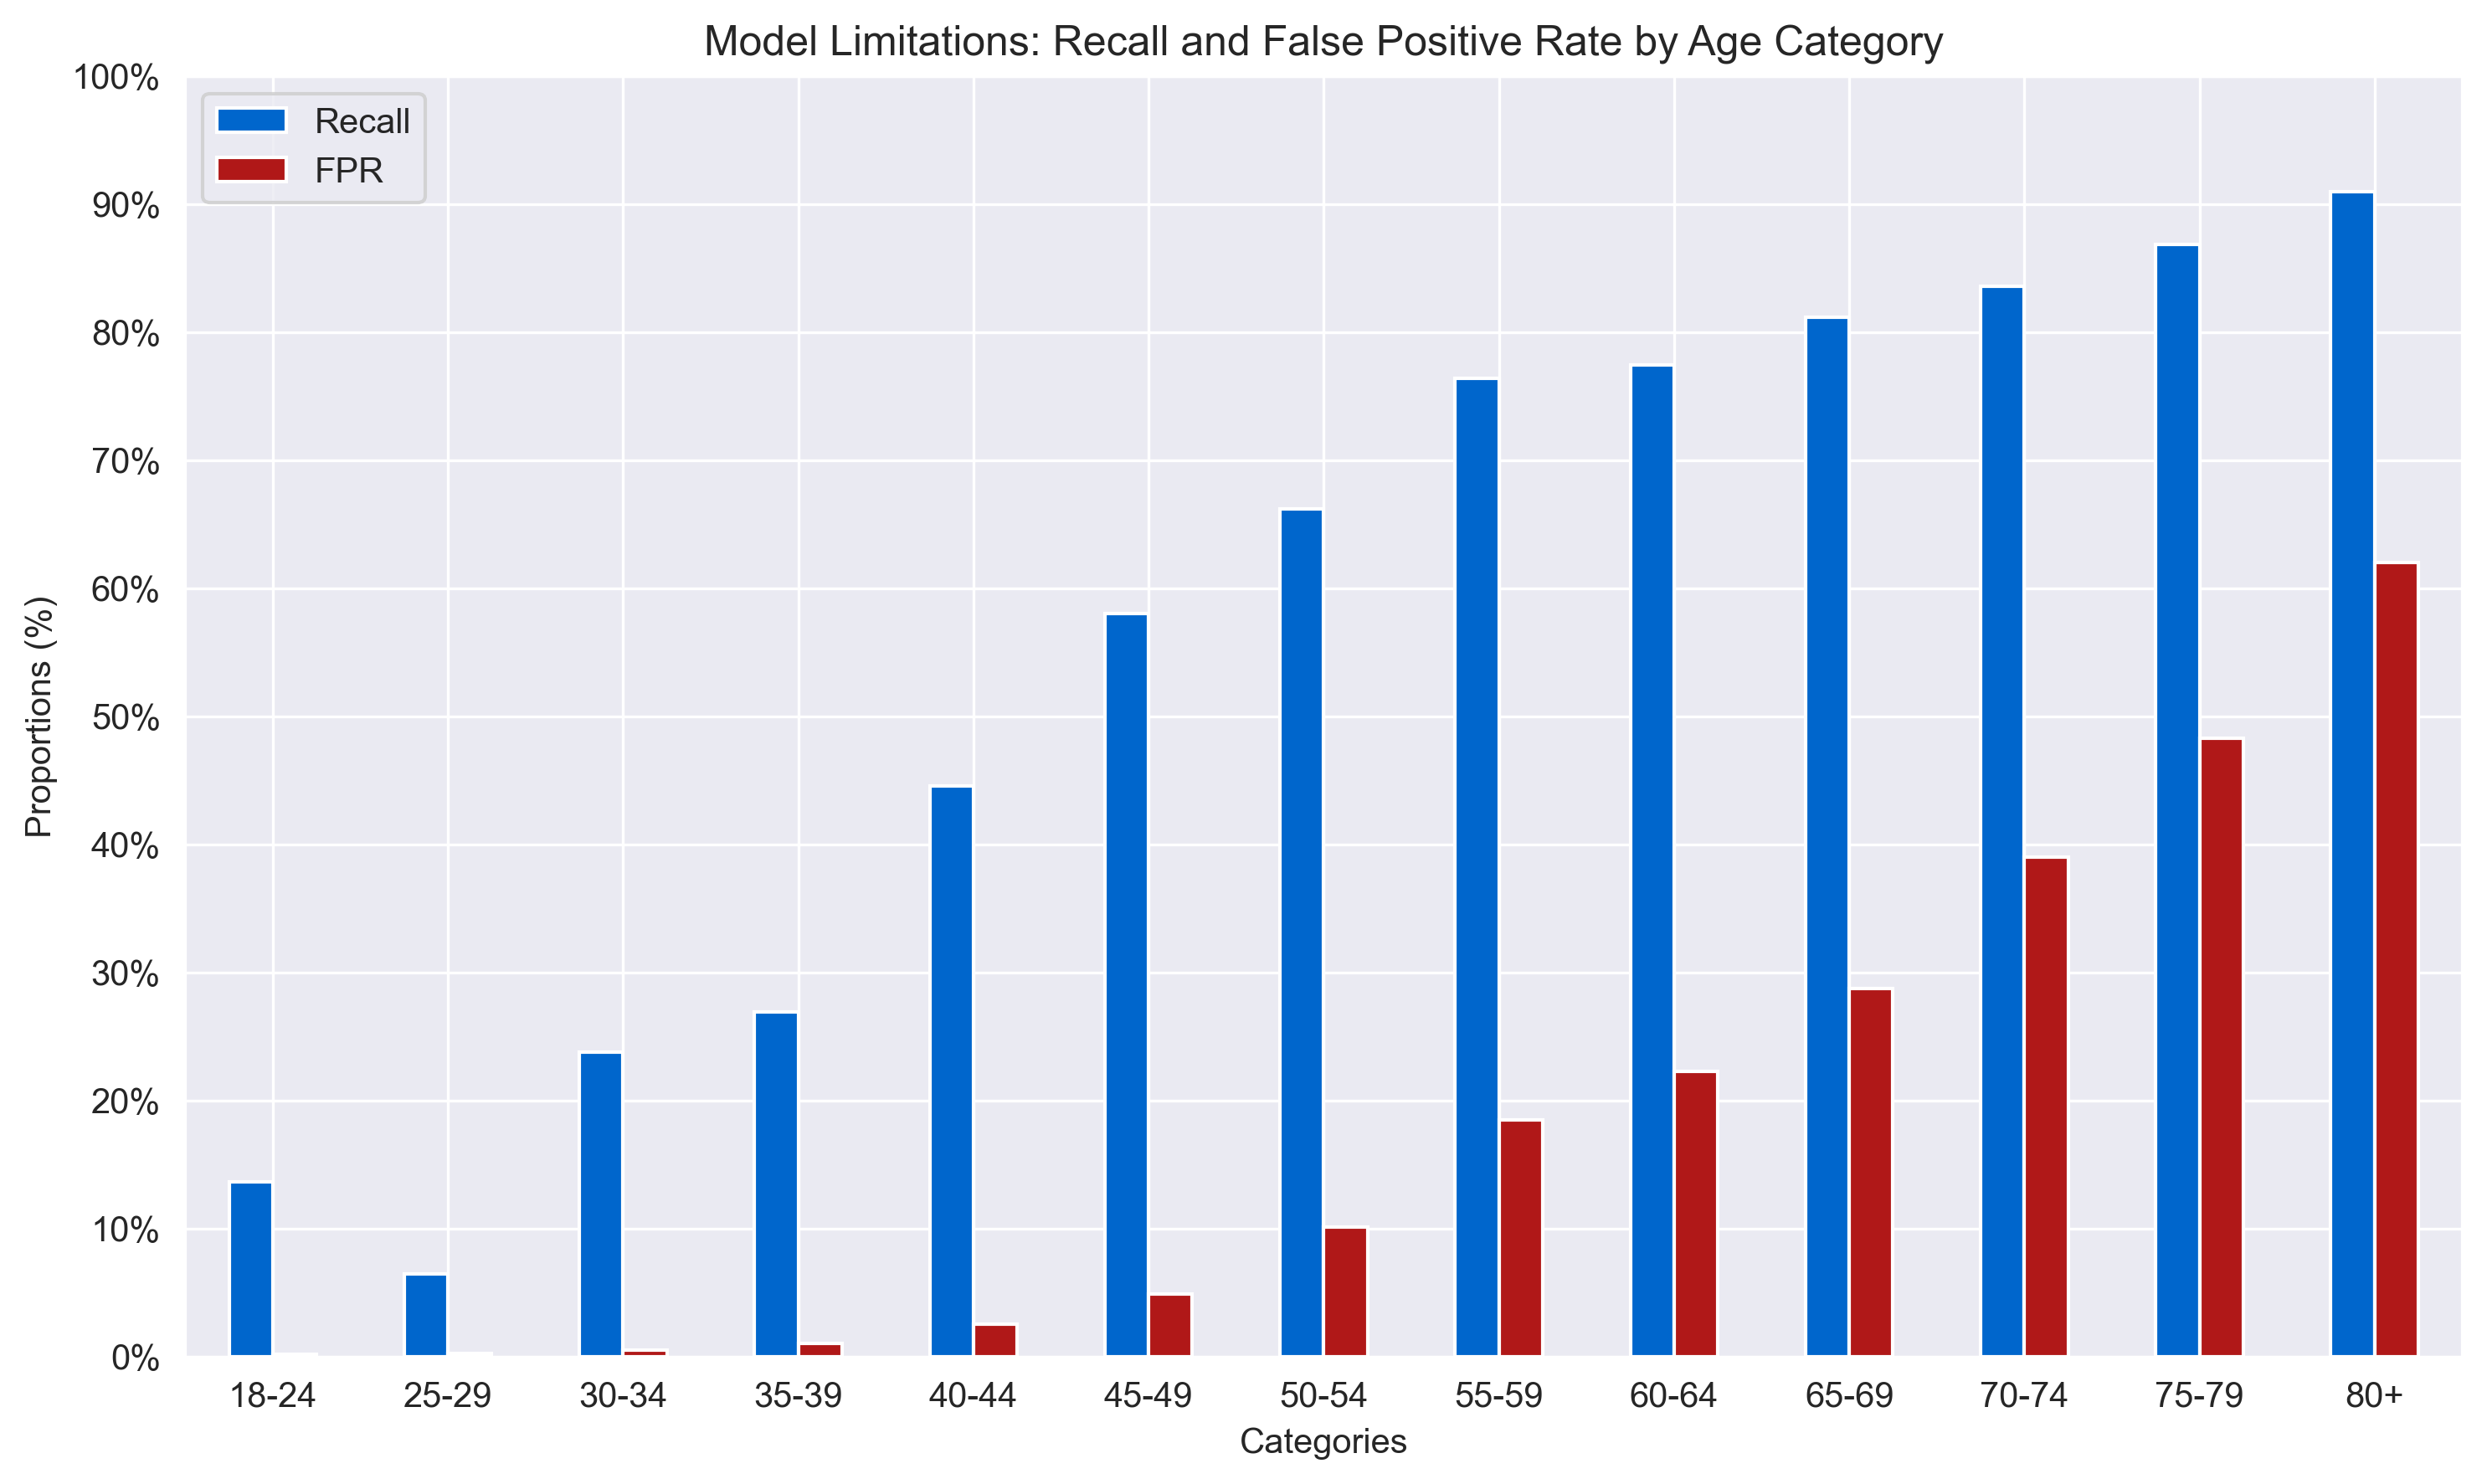 Model Limitations: Recall and False Positive Rate by Age Category
100%
90%
80%
70%
60%
50%
40%
30%
20%
10%
0%
Recall
FPR
Proportions (%)
18-24 25-29 30-34 35-39 40-44 45-49 50-54 55-59 60-64 65-69 70-74 75-79 80+
Categories